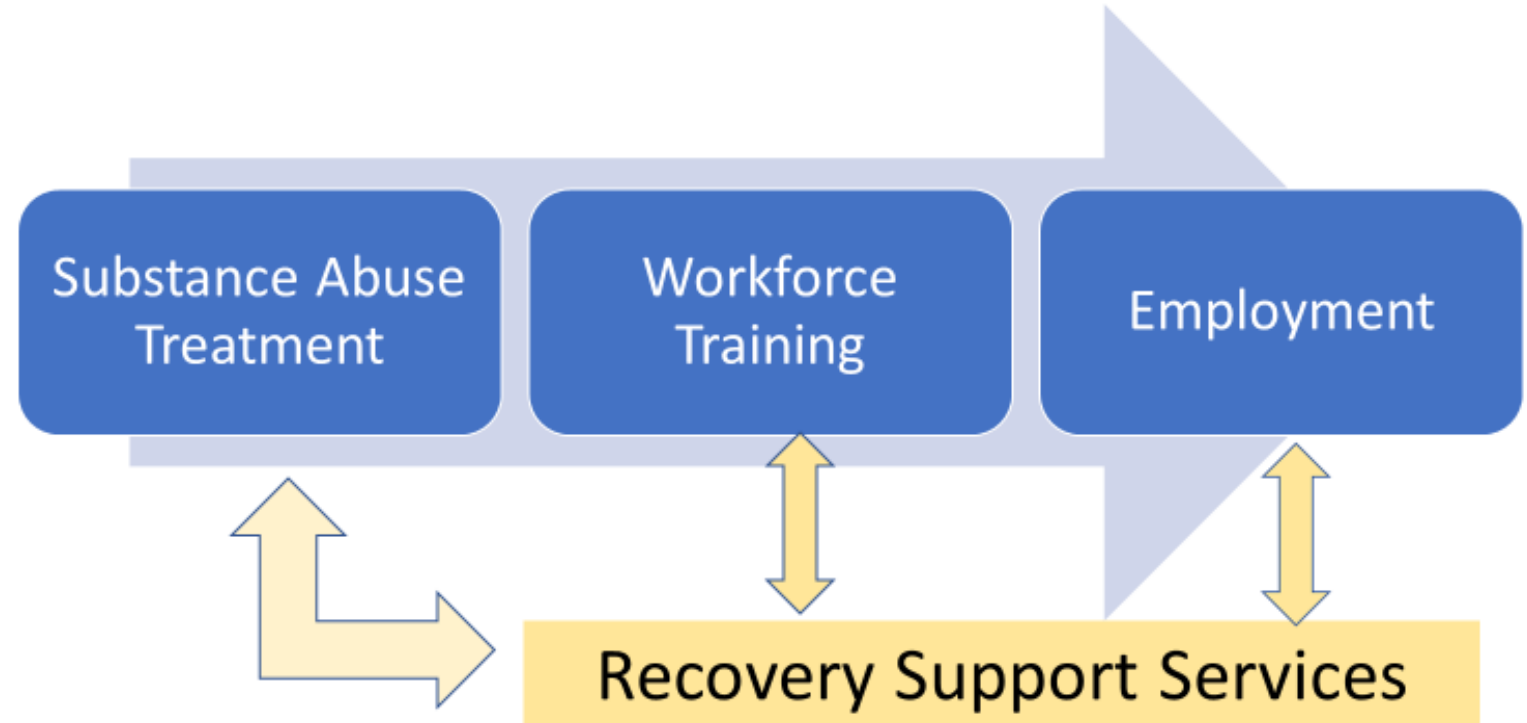 Substance Abuse
Treatment
Workforce
Training
Employment
Recovery Support Services